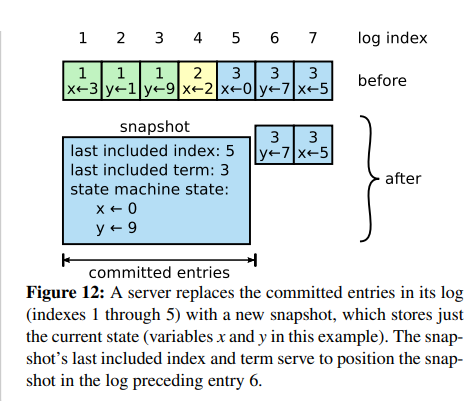 1 2 3 4 5 6 7 log index
1 1 1 2 3 3 3
x←3 y←1 y←9 x←2 x←0 y←7 x←5 before
snapshot
3 3
y←7 x←5
last included index: 5
last included term: 3
state machine state:
x ← 0
y ← 9
after
committed entries
Figure 12: A server replaces the committed entries in its log
(indexes 1 through 5) with a new snapshot, which stores just
the current state (variables x and y in this example). The snap-
shot's last included index and term serve to position the snap-
shot in the log preceding entry 6.